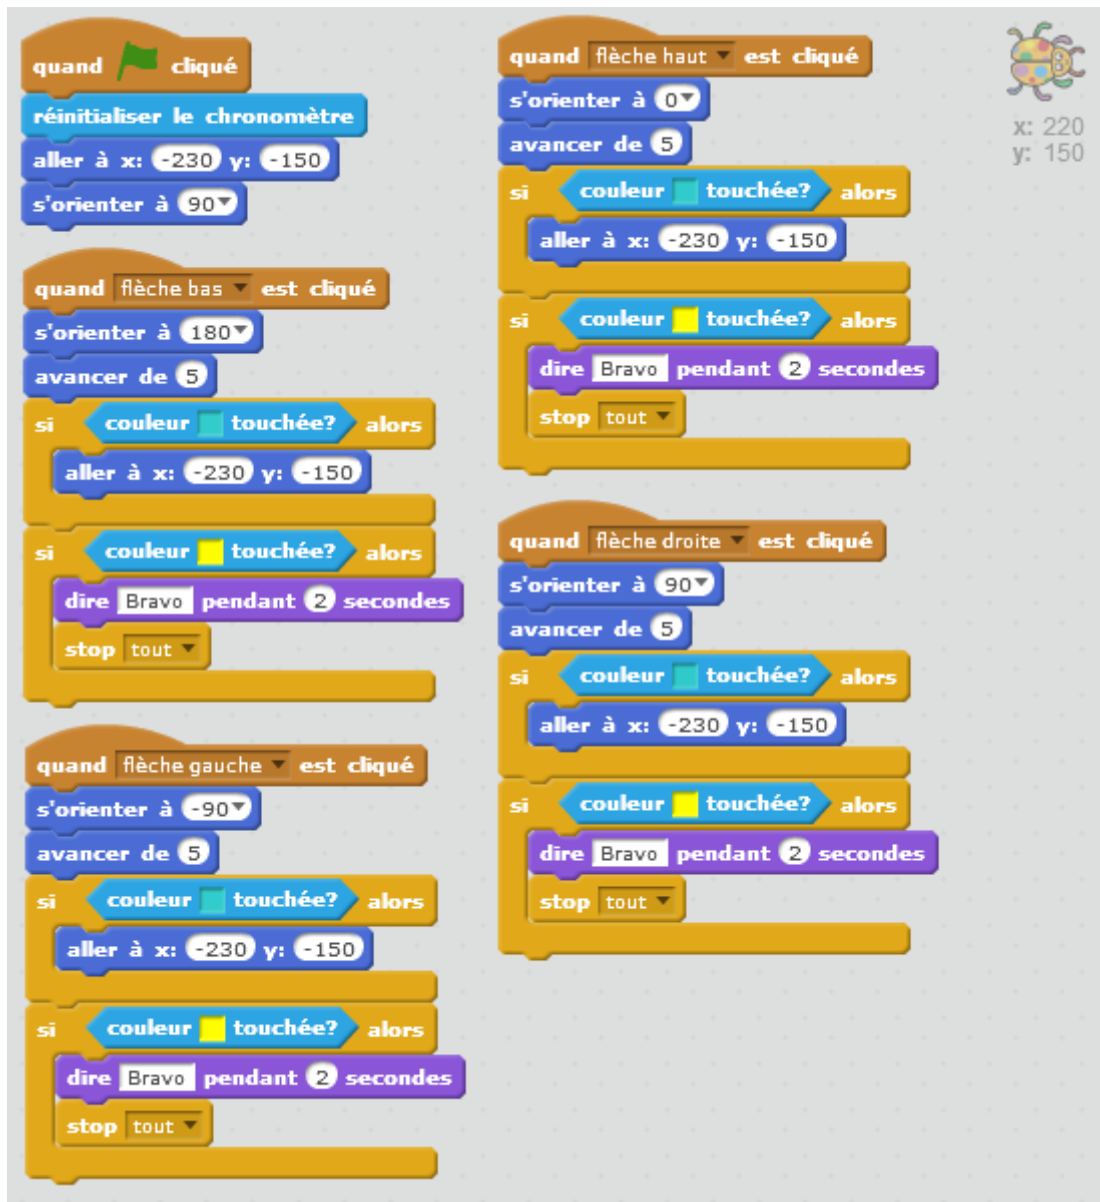 quand cliqué
réinitialiser le chronomètre
aller à x: -230 y: -150
s'orienter à 90
quand flèche bas est cliqué
s'orienter à 180
avancer de 5
si couleur touchée? alors
aller à x: -230 y: -150
si couleur touchée? alors
dire Bravo pendant 2 secondes
stop tout
quand flèche gauche est cliqué
s'orienter à -90
avancer de 5
si couleur touchée? alors
aller à x: -230 y: -150
si couleur touchée? alors
dire Bravo pendant 2 secondes
stop tout
quand flèche haut est cliqué
s'orienter à 0
avancer de 5
si couleur touchée? alors
aller à x: -230 y: -150
si couleur touchée? alors
dire Bravo pendant 2 secondes
stop tout
quand flèche droite est cliqué
s'orienter à 90
avancer de 5
si couleur touchée? alors
aller à x: -230 y: -150
si couleur touchée? alors
dire Bravo pendant 2 secondes
stop tout
x: 220
y: 150